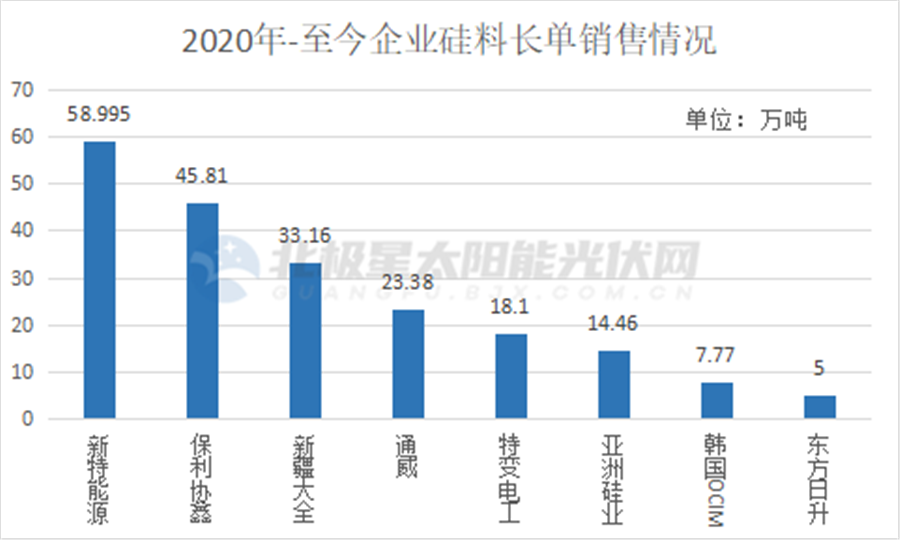 2020年-至今企业硅料长单销售情况
单位：万吨
70
60
50
40
30
20
10
0
58.995
45.81
33.16
23.38
18.1
14.46
7.77
5
新特能源
保利协鑫
新疆大全
通威
特变电工
亚洲硅业
韩国OCIM
东方日升
北极星太阳能光伏网
GUANGFU.BJX.COM.CN